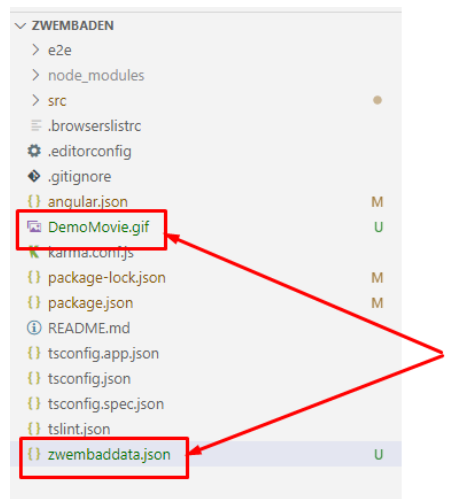 ZWEMBADEN
e2e
node_modules
src
.browserslistrc
.editorconfig
.gitignore
angular.json M
DemoMovie.gif U
karma.conf.js
package-lock.json M
package.json M
README.md
tsconfig.app.json
tsconfig.json
tsconfig.spec.json
tslint.json
zwembaddata.json U